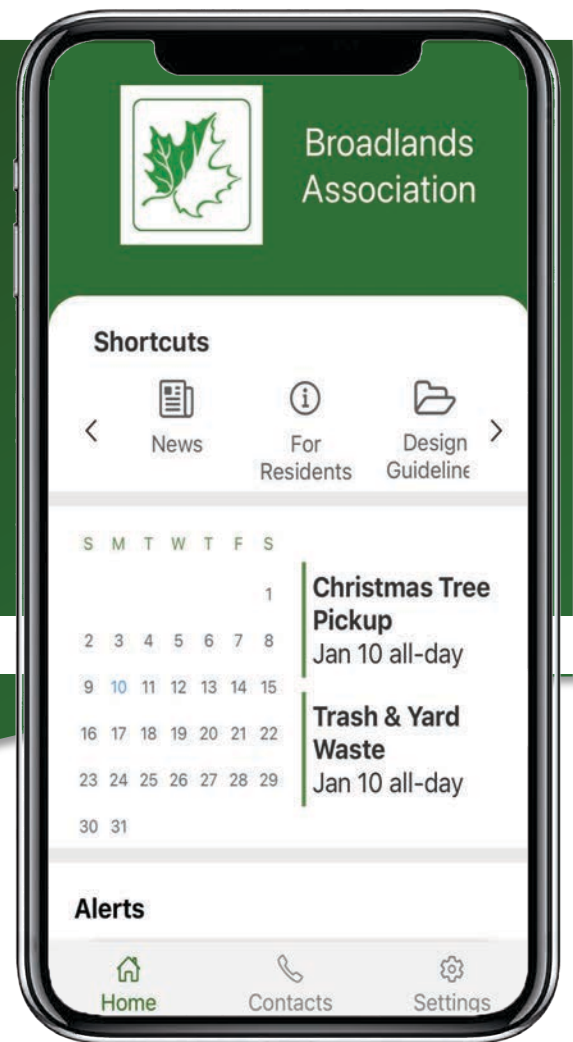 Broadlands
Association
Shortcuts
News
For
Residents
Design
Guideline
S M T W T F S
1
2 3 4 5 6 7 8
9 10 11 12 13 14 15
16 17 18 19 20 21 22
23 24 25 26 27 28 29
30 31
Christmas Tree
Pickup
Jan 10 all-day
Trash & Yard
Waste
Jan 10 all-day
Alerts
Home
Contacts
Settings